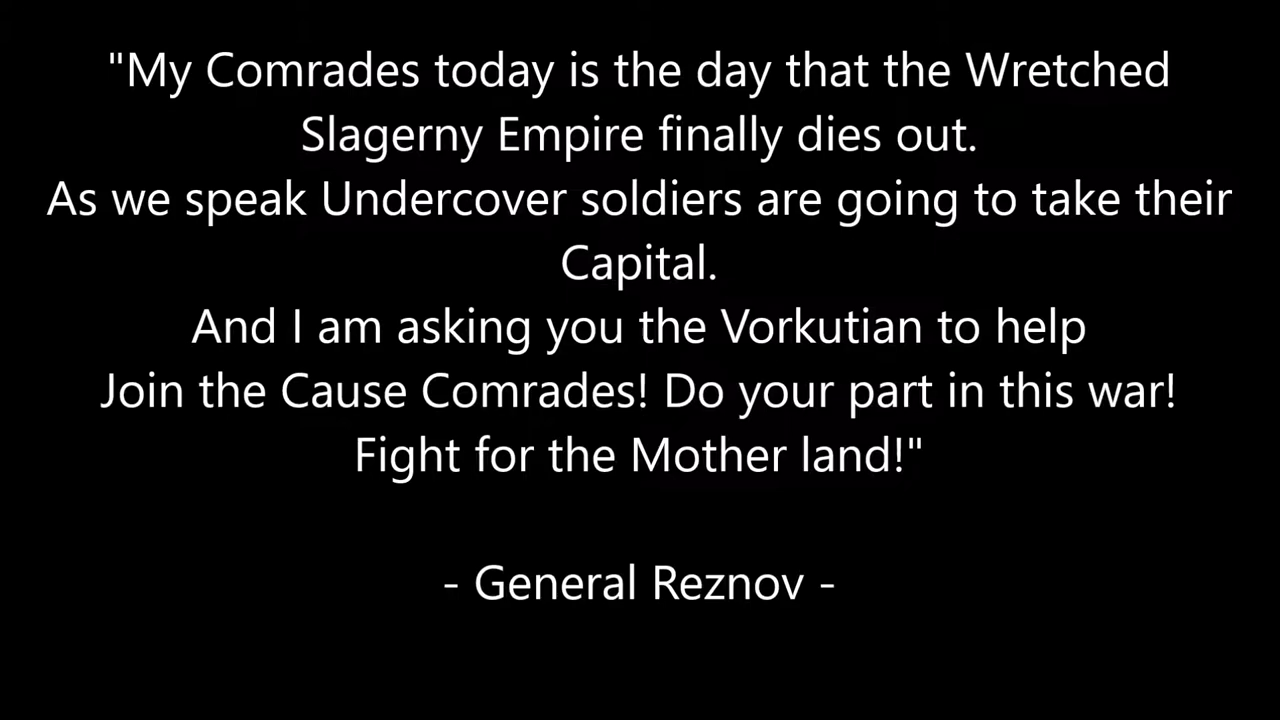 "My Comrades today is the day that the Wretched
Slagerny Empire finally dies out.
As we speak Undercover soldiers are going to take their
Capital.
And I am asking you the Vorkutian to help
Join the Cause Comrades! Do your part in this war!
Fight for the Mother land!"
- General Reznov -